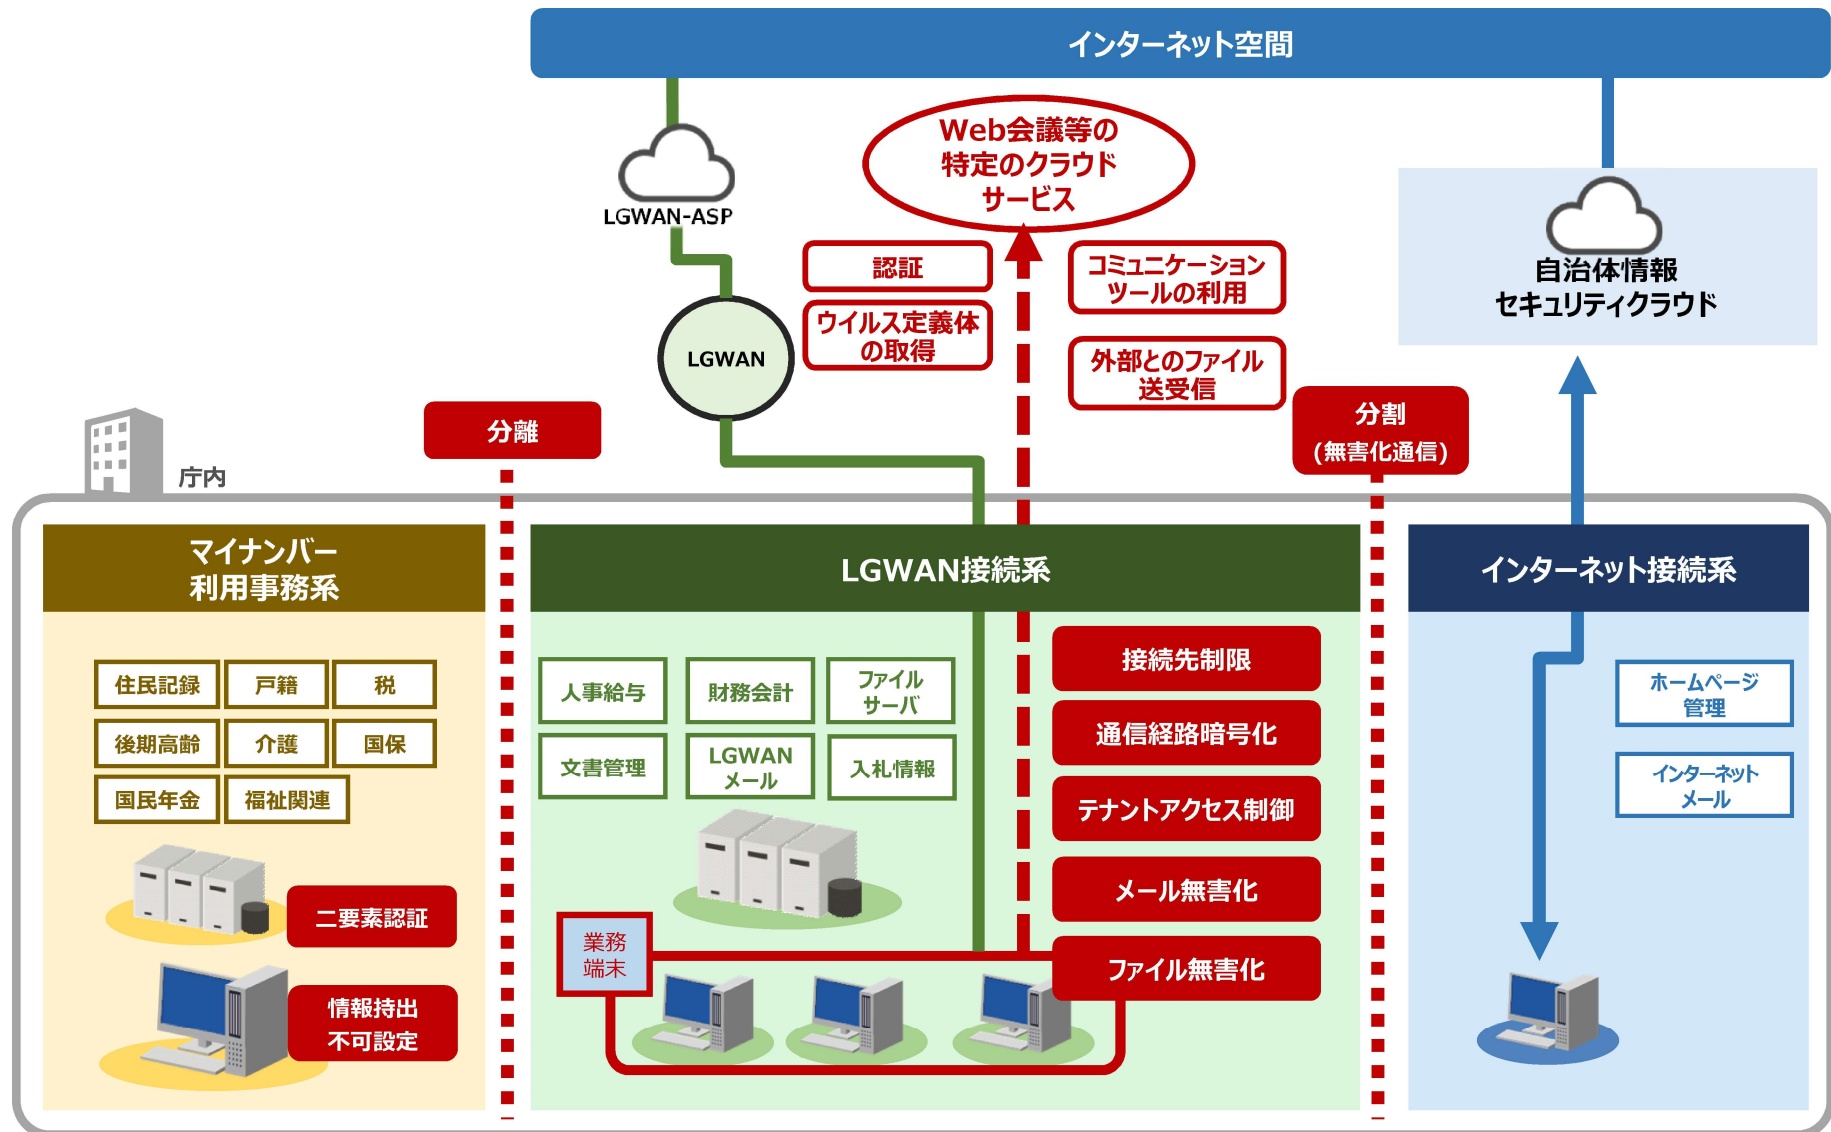 インターネット空間
Web会議等の
特定のクラウド
サービス
LGWAN-ASP
認証
コミュニケーション
ツールの利用
自治体情報
セキュリティクラウド
ウイルス定義体
の取得
LGWAN
外部とのファイル
送受信
分離
分割
(無害化通信)
庁内
マイナンバー
利用事務系
LGWAN接続系
インターネット接続系
住民記録
戸籍
税
後期高齢
介護
国保
国民年金
福祉関連
二要素認証
情報持出
不可設定
人事給与
財務会計
ファイル
サーバ
文書管理
LGWAN
メール
入札情報
接続先制限
通信経路暗号化
テナントアクセス制御
メール無害化
ファイル無害化
業務
端末
ホームページ
管理
インターネット
メール